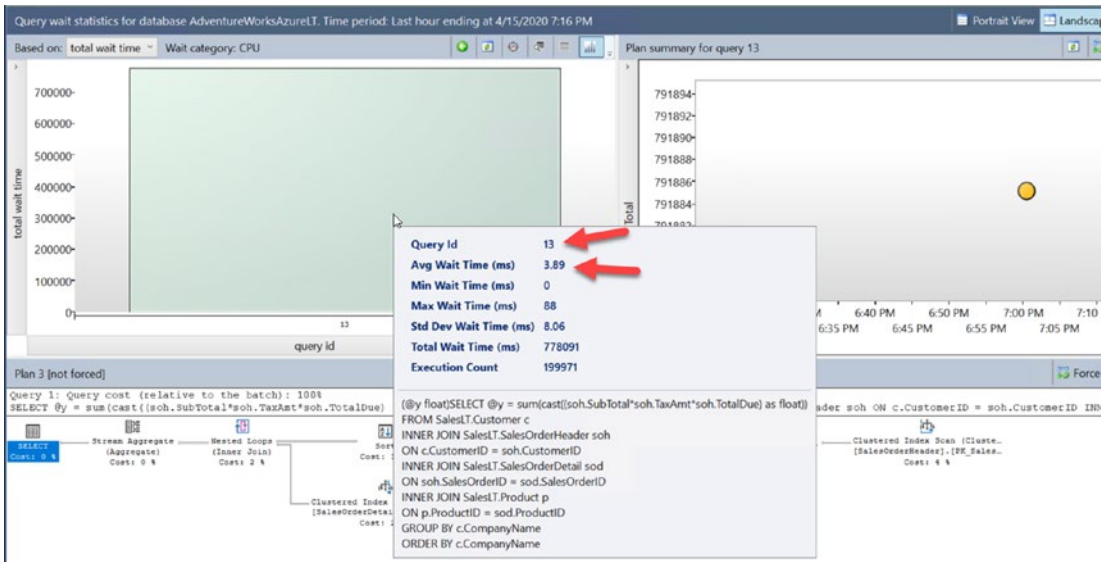 Query wait statistics for database AdventureWorksAzureLT. Time period: Last hour ending at 4/15/2020 7:16 PM
Portrait View
Based on: total wait time
Wait category: CPU
Plan summary for query 13
700000
600000
500000
400000
300000
200000
100000
0
total wait time
13
query id
791894
791892
791890
791888
791886
791884
Total
6:40 PM 6:50 PM 7:00 PM 7:10
6:35 PM 6:45 PM 6:55 PM 7:05 PM
Query Id 13
Avg Wait Time (ms) 3.89
Min Wait Time (ms) 0
Max Wait Time (ms) 88
Std Dev Wait Time (ms) 8.06
Total Wait Time (ms) 778091
Execution Count 199971
(@y float)SELECT @y = sum(cast((soh.SubTotal*soh.TaxAmt*soh.TotalDue) as float))
FROM SalesLT.Customer c
INNER JOIN SalesLT.SalesOrderHeader soh
ON c.CustomerID = soh.CustomerID
INNER JOIN SalesLT.SalesOrderDetail sod
ON soh.SalesOrderID = sod.SalesOrderID
INNER JOIN SalesLT.Product p
ON p.ProductID = sod.ProductID
GROUP BY c.CompanyName
ORDER BY c.CompanyName
Plan 3 [not forced]
Force
Query 1: Query cost (relative to the batch): 100%
SELECT @y = sum(cast((soh.SubTotal*soh.TaxAmt*soh.TotalDue)
soh ON c.CustomerID = soh.CustomerID
SELECT
Cost: 0 %
Stream Aggregate
(Aggregate)
Cost: 0 %
Nested Loops
(Inner Join)
Cost: 2 %
Sort
Cost:
Clustered Index
Cost:
Clustered Index Scan (Cluste...
[SalesOrderHeader].[PK_Sales...
Cost: 4 %